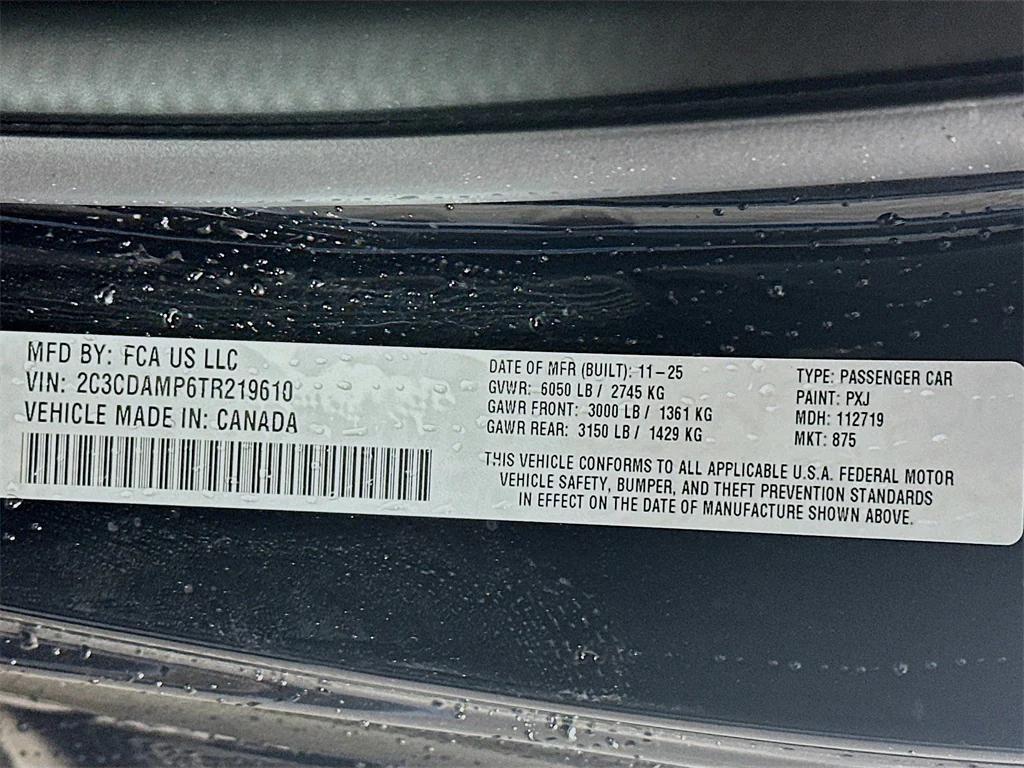 MFD BY: FCA US LLC
VIN: 2C3CDAMP6TR219610
VEHICLE MADE IN: CANADA
DATE OF MFR (BUILT): 11-25
GVWR: 6050 LB / 2745 KG
GAWR FRONT: 3000 LB / 1361 KG
GAWR REAR: 3150 LB / 1429 KG
TYPE: PASSENGER CAR
PAINT: PXJ
MDH: 112719
MKT: 875
THIS VEHICLE CONFORMS TO ALL APPLICABLE U.S.A. FEDERAL MOTOR
VEHICLE SAFETY, BUMPER, AND THEFT PREVENTION STANDARDS
IN EFFECT ON THE DATE OF MANUFACTURE SHOWN ABOVE.